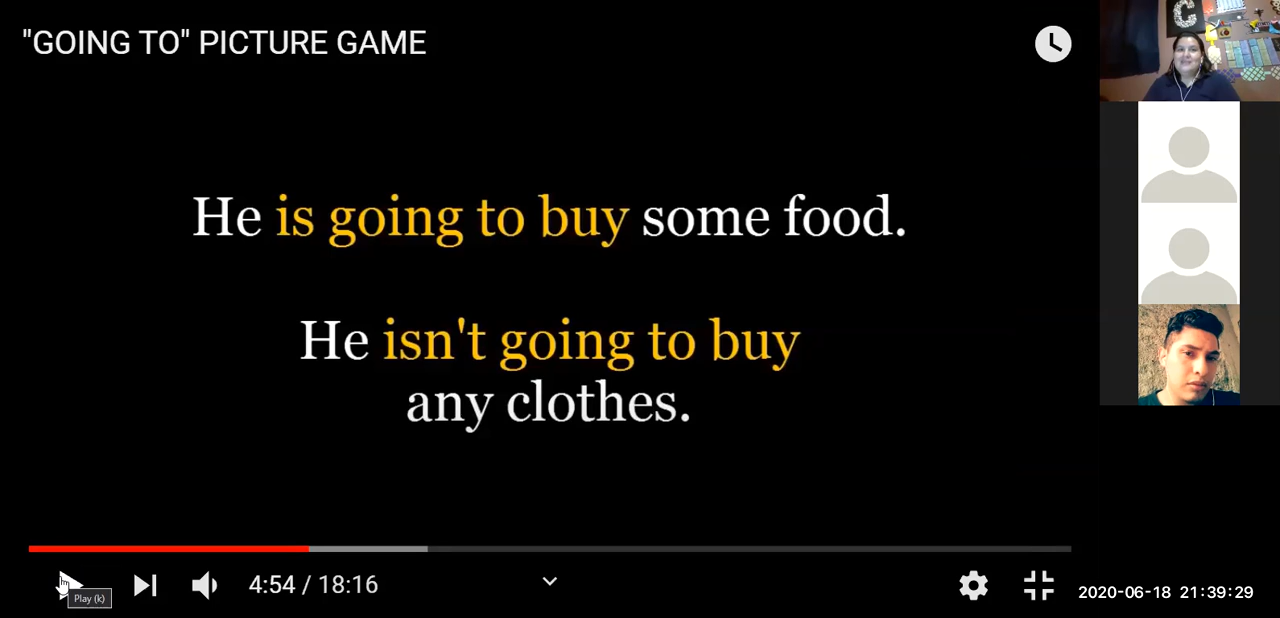 "GOING TO" PICTURE GAME
C
He is going to buy some food.
He isn't going to buy
any clothes.
4:54 / 18:16
Play (k)
2020-06-18 21:39:29